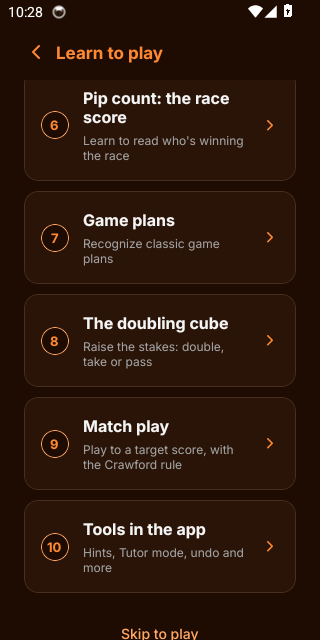 10:28
Learn to play
6
Pip count: the race
score
Learn to read who's winning
the race
7
Game plans
Recognize classic game
plans
8
The doubling cube
Raise the stakes: double,
take or pass
9
Match play
Play to a target score, with
the Crawford rule
10
Tools in the app
Hints, Tutor mode, undo and
more
Skip to play